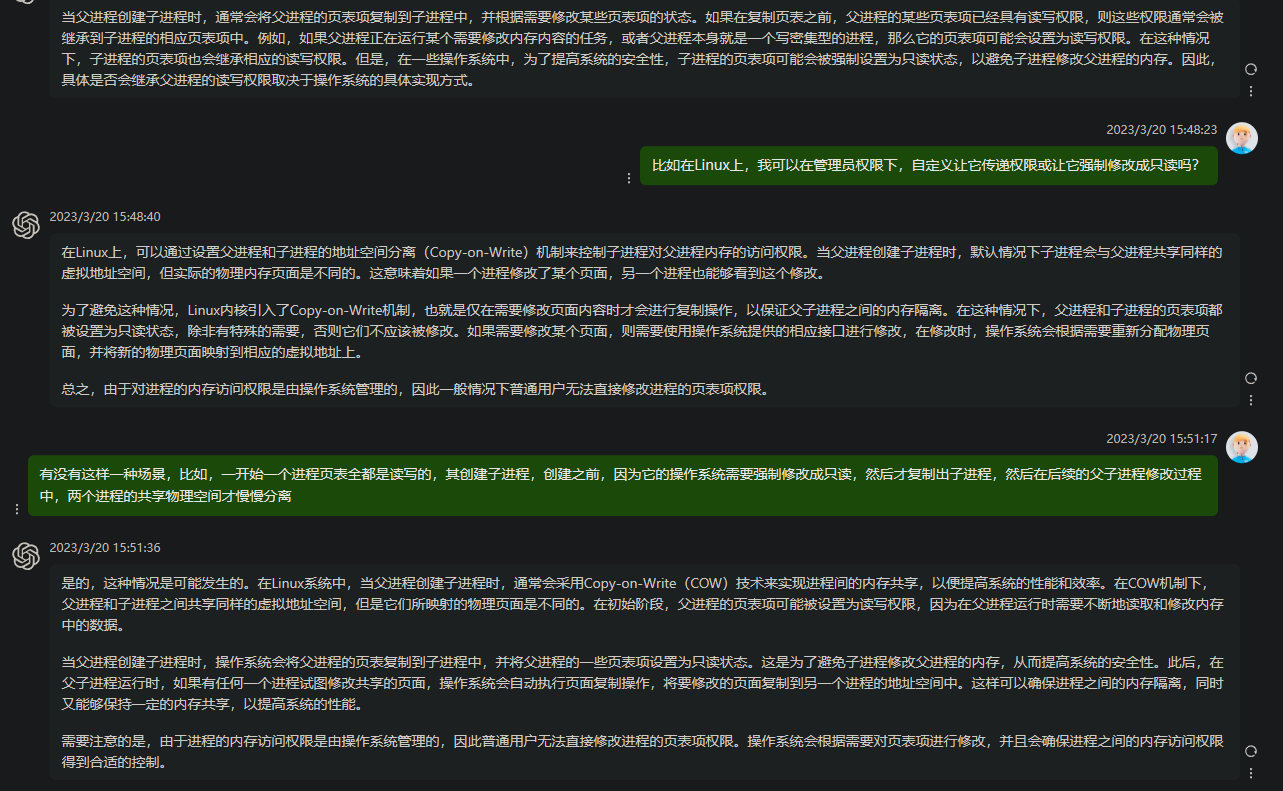 当父进程创建子进程时，通常会将父进程的页表项复制到子进程中，并根据需要修改某些页表项的状态。如果在复制页表之前，父进程的某些页表项已经具有读写权限，则这些权限通常会被
继承到子进程的相应页表项中。例如，如果父进程正在运行某个需要修改内存内容的任务，或者父进程本身就是一个写密集型的进程，那么它的页表项可能会设置为读写权限。在这种情况
下，子进程的页表项也会继承相应的读写权限。但是，在一些操作系统中，为了提高系统的安全性，子进程的页表项可能会被强制设置为只读状态，以避免子进程修改父进程的内存。因此，
具体是否会继承父进程的读写权限取决于操作系统的具体实现方式。
2023/3/20 15:48:23
比如在Linux上，我可以在管理员权限下，自定义让它传递权限或让它强制修改成只读吗？
2023/3/20 15:48:40
在Linux上，可以通过设置父进程和子进程的地址空间分离（Copy-on-Write）机制来控制子进程对父进程内存的访问权限。当父进程创建子进程时，默认情况下子进程会与父进程共享同样的
虚拟地址空间，但实际的物理内存页面是不同的。这意味着如果一个进程修改了某个页面，另一个进程也能够看到这个修改。
为了避免这种情况，Linux内核引入了Copy-on-Write机制，也就是仅在需要修改页面内容时才会进行复制操作，以保证父子进程之间的内存隔离。在这种情况下，父进程和子进程的页表项都
被设置为只读状态，除非有特殊的需要，否则它们不应该被修改。如果需要修改某个页面，则需要使用操作系统提供的相应接口进行修改，在修改时，操作系统会根据需要重新分配物理页
面，并将新的物理页面映射到相应的虚拟地址上。
总之，由于对进程的内存访问权限是由操作系统管理的，因此一般情况下普通用户无法直接修改进程的页表项权限。
2023/3/20 15:51:17
有没有这样一种场景，比如，一开始一个进程页表全都是读写的，其创建子进程，创建之前，因为它的操作系统需要强制修改成只读，然后才复制出子进程，然后在后续的父子进程修改过程
中，两个进程的共享物理空间才慢慢分离
2023/3/20 15:51:36
是的，这种情况是可能发生的。在Linux系统中，当父进程创建子进程时，通常会采用Copy-on-Write（COW）技术来实现进程间的内存共享，以便提高系统的性能和效率。在COW机制下，
父进程和子进程之间共享同样的虚拟地址空间，但是它们所映射的物理页面是不同的。在初始阶段，父进程的页表项可能被设置为读写权限，因为在父进程运行时需要不断地读取和修改内存
中的数据。
当父进程创建子进程时，操作系统会将父进程的页表复制到子进程中，并将父进程的一些页表项设置为只读状态。这是为了避免子进程修改父进程的内存，从而提高系统的安全性。此后，在
父子进程运行时，如果有任何一个进程试图修改共享的页面，操作系统会自动执行页面复制操作，将要修改的页面复制到另一个进程的地址空间中。这样可以确保进程之间的内存隔离，同时
又能够保持一定的内存共享，以提高系统的性能。
需要注意的是，由于进程的内存访问权限是由操作系统管理的，因此普通用户无法直接修改进程的页表项权限。操作系统会根据需要对页表项进行修改，并且会确保进程之间的内存访问权限
得到合适的控制。